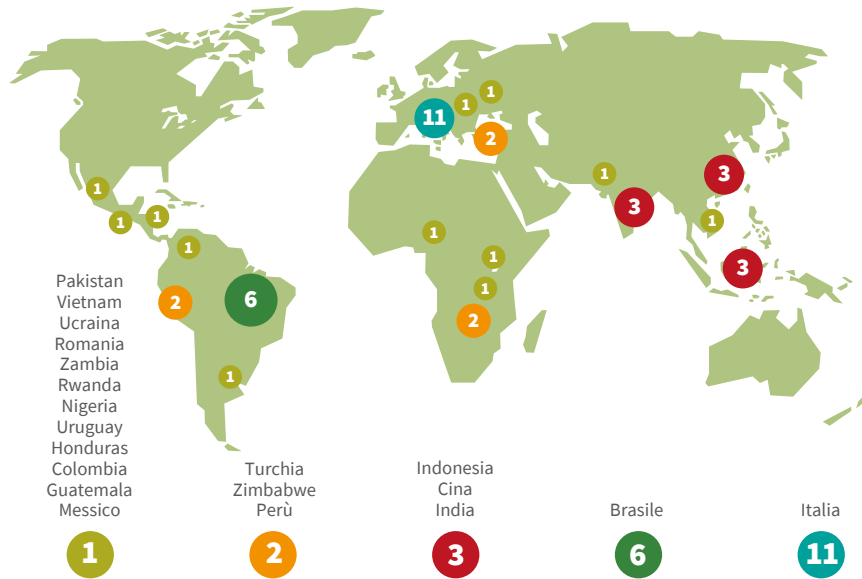 1
1
11
2
1
3
1
3
1
1
1
1
1
1
3
1
2
6
1
2
1
Pakistan
Vietnam
Ucraina
Romania
Zambia
Rwanda
Nigeria
Uruguay
Honduras
Colombia
Guatemala
Messico
1
Turchia
Zimbabwe
Perù
2
Indonesia
Cina
India
3
Brasile
6
Italia
11